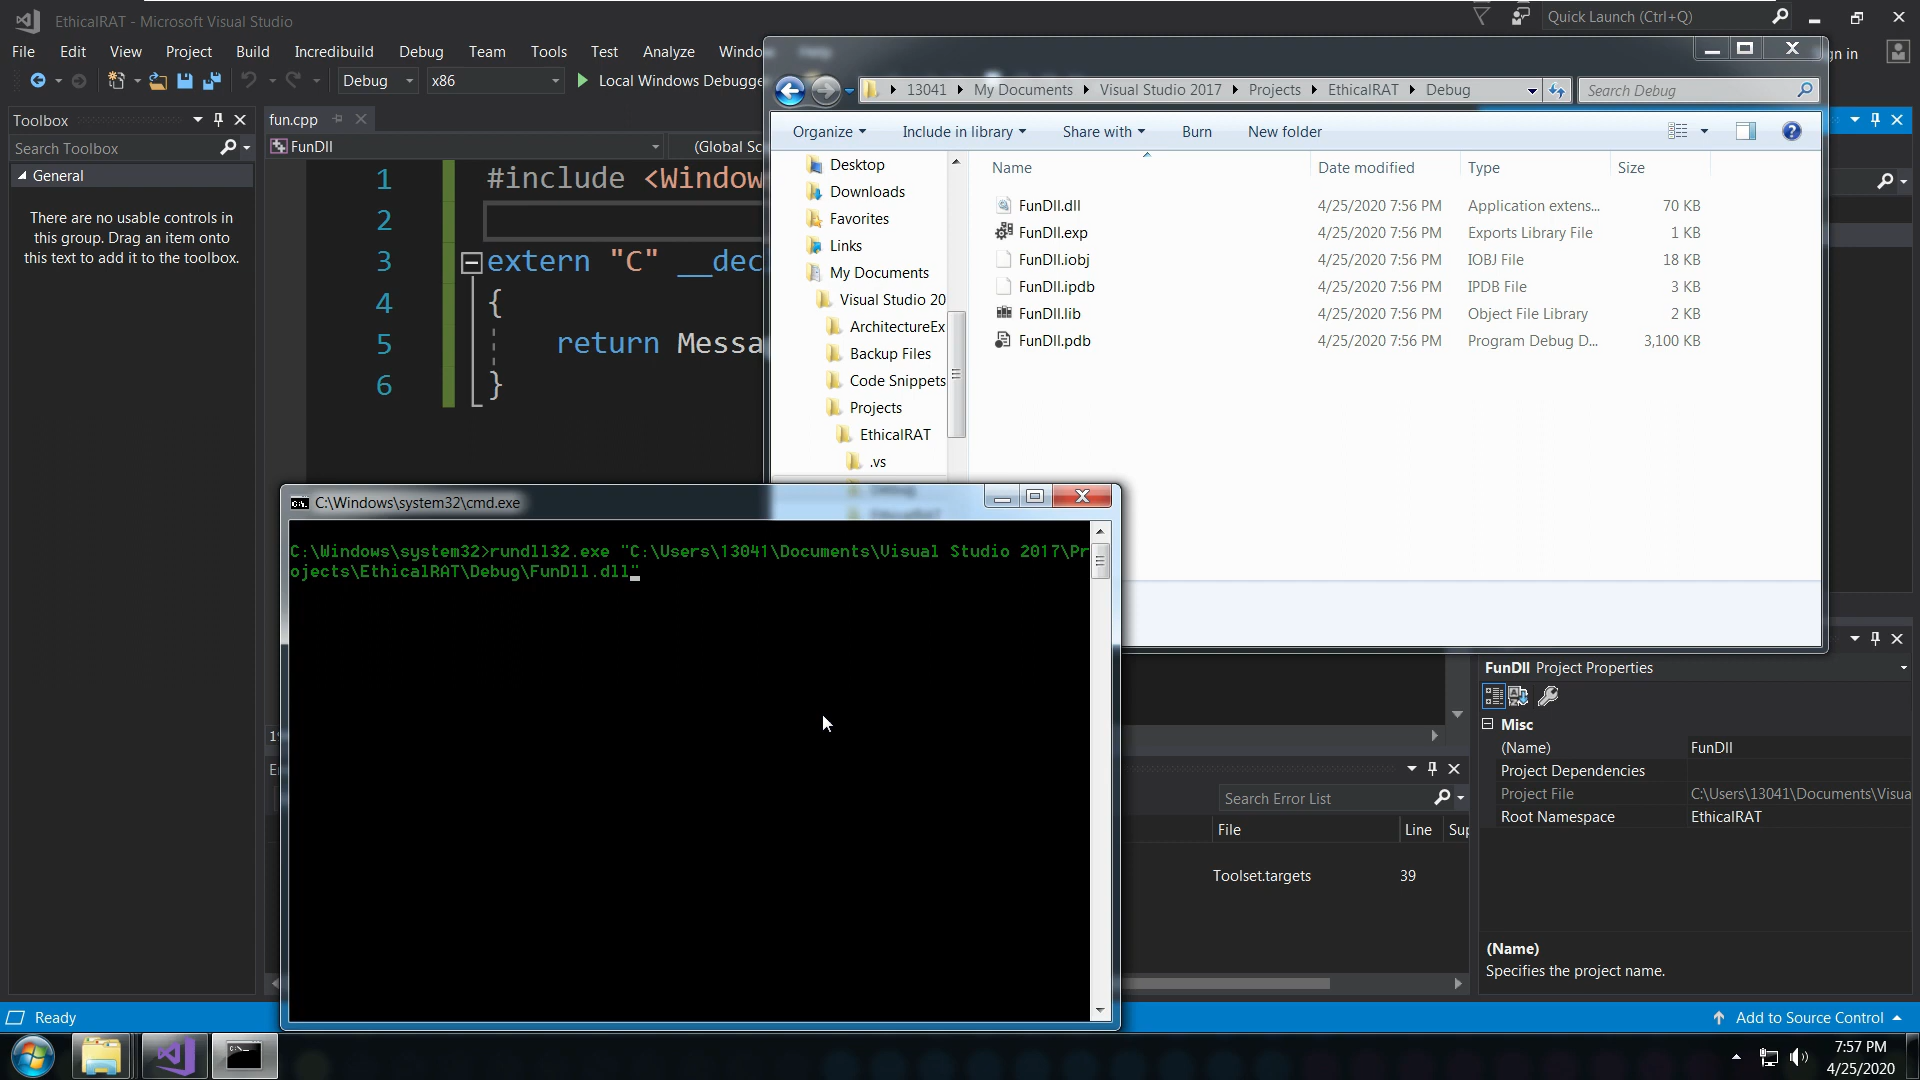 EthicalRAT - Microsoft Visual Studio
Quick Launch (Ctrl+Q)
File Edit View Project Build Incredibuild Debug Team Tools Test Analyze Windo
Help
gn in
Debug x86 Local Windows Debugge
Toolbox
Search Toolbox
General
There are no usable controls in
this group. Drag an item onto
this text to add it to the toolbox.
fun.cpp
FunDll (Global Sc
1 #include <Window
2
3 extern "C" __dec
4 {
5 return Messa
6 }
13041 My Documents Visual Studio 2017 Projects EthicalRAT Debug
Search Debug
Organize Include in library Share with Burn New folder
Desktop
Downloads
Favorites
Links
My Documents
Visual Studio 20
ArchitectureEx
Backup Files
Code Snippets
Projects
EthicalRAT
.vs
Debug
EthicalRAT
Name Date modified Type Size
FunDll.dll 4/25/2020 7:56 PM Application extens... 70 KB
FunDll.exp 4/25/2020 7:56 PM Exports Library File 1 KB
FunDll.iobj 4/25/2020 7:56 PM IOBJ File 18 KB
FunDll.ipdb 4/25/2020 7:56 PM IPDB File 3 KB
FunDll.lib 4/25/2020 7:56 PM Object File Library 2 KB
FunDll.pdb 4/25/2020 7:56 PM Program Debug D... 3,100 KB
C:\Windows\system32\cmd.exe
C:\Windows\system32>rundll32.exe "C:\Users\13041\Documents\Visual Studio 2017\Pr
ojects\EthicalRAT\Debug\FunDll.dll"
Search Error List
File Line Sup
Toolset.targets 39
FunDll Project Properties
Misc
(Name) FunDll
Project Dependencies
Project File C:\Users\13041\Documents\Visua
Root Namespace EthicalRAT
(Name)
Specifies the project name.
Ready
Add to Source Control
7:57 PM
4/25/2020